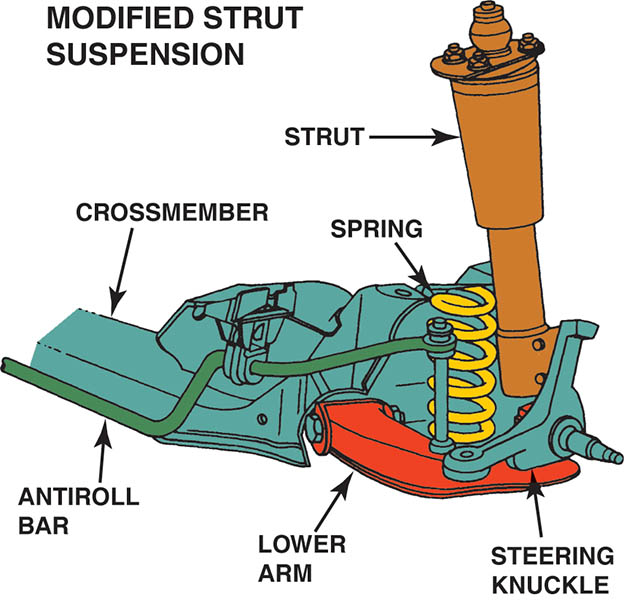 MODIFIED STRUT
SUSPENSION
STRUT
CROSSMEMBER
SPRING
ANTIROLL
BAR
LOWER
ARM
STEERING
KNUCKLE